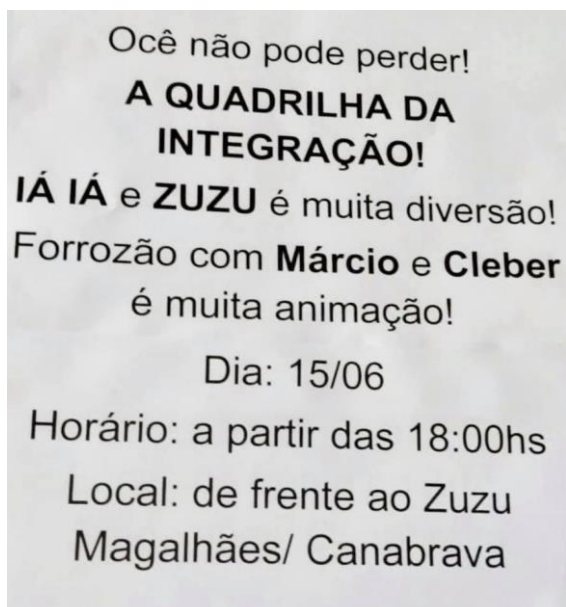 Ocê não pode perder!
A QUADRILHA DA
INTEGRAÇÃO!
IÁ IÁ e ZUZU é muita diversão!
Forrozão com Márcio e Cleber
é muita animação!
Dia: 15/06
Horário: a partir das 18:00hs
Local: de frente ao Zuzu
Magalhães/ Canabrava